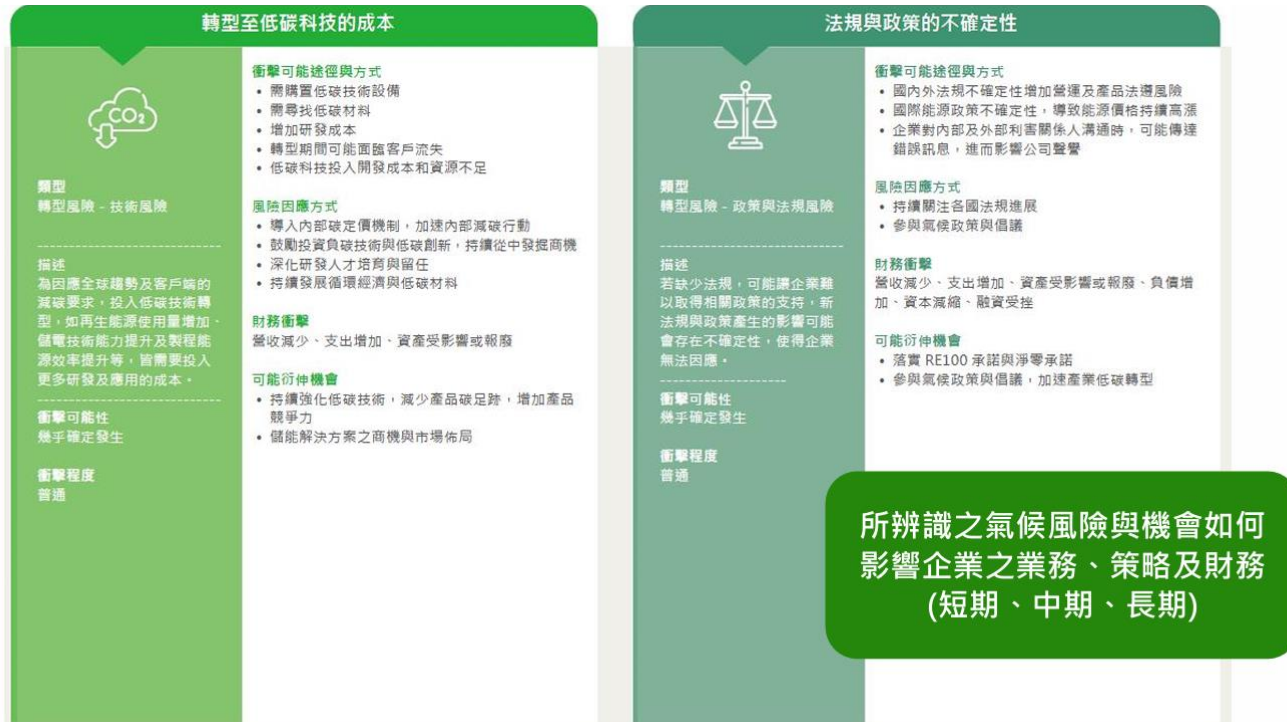 轉型至低碳科技的成本
CO₂
類型
轉型風險 - 技術風險
描述
為因應全球趨勢及客戶端的
減碳要求，投入低碳技術轉
型，如再生能源使用量增加、
儲電技術能力提升及製程能
源效率提升等，皆需要投入
更多研發及應用的成本。
衝擊可能性
幾乎確定發生
衝擊程度
普通
衝擊可能途徑與方式
• 需購置低碳技術設備
• 需尋找低碳材料
• 增加研發成本
• 轉型期間可能面臨客戶流失
• 低碳科技投入開發成本和資源不足
風險因應方式
• 導入內部碳定價機制，加速內部減碳行動
• 鼓勵投資負碳技術與低碳創新，持續從中發掘商機
• 深化研發人才培育與留任
• 持續發展循環經濟與低碳材料
財務衝擊
營收減少、支出增加、資產受影響或報廢
可能衍伸機會
• 持續強化低碳技術，減少產品碳足跡，增加產品
競爭力
• 儲能解決方案之商機與市場佈局
法規與政策的不確定性
類型
轉型風險 - 政策與法規風險
描述
若缺少法規，可能讓企業難
以取得相關政策的支持，新
法規與政策產生的影響可能
會存在不確定性，使得企業
無法因應。
衝擊可能性
幾乎確定發生
衝擊程度
普通
衝擊可能途徑與方式
• 國內外法規不確定性增加營運及產品法遵風險
• 國際能源政策不確定性，導致能源價格持續高漲
• 企業對內部及外部利害關係人溝通時，可能傳達
錯誤訊息，進而影響公司聲譽
風險因應方式
• 持續關注各國法規進展
• 參與氣候政策與倡議
財務衝擊
營收減少、支出增加、資產受影響或報廢、負債增
加、資本減縮、融資受挫
可能衍伸機會
• 落實 RE100 承諾與淨零承諾
• 參與氣候政策與倡議，加速產業低碳轉型
所辨識之氣候風險與機會如何
影響企業之業務、策略及財務
(短期、中期、長期)